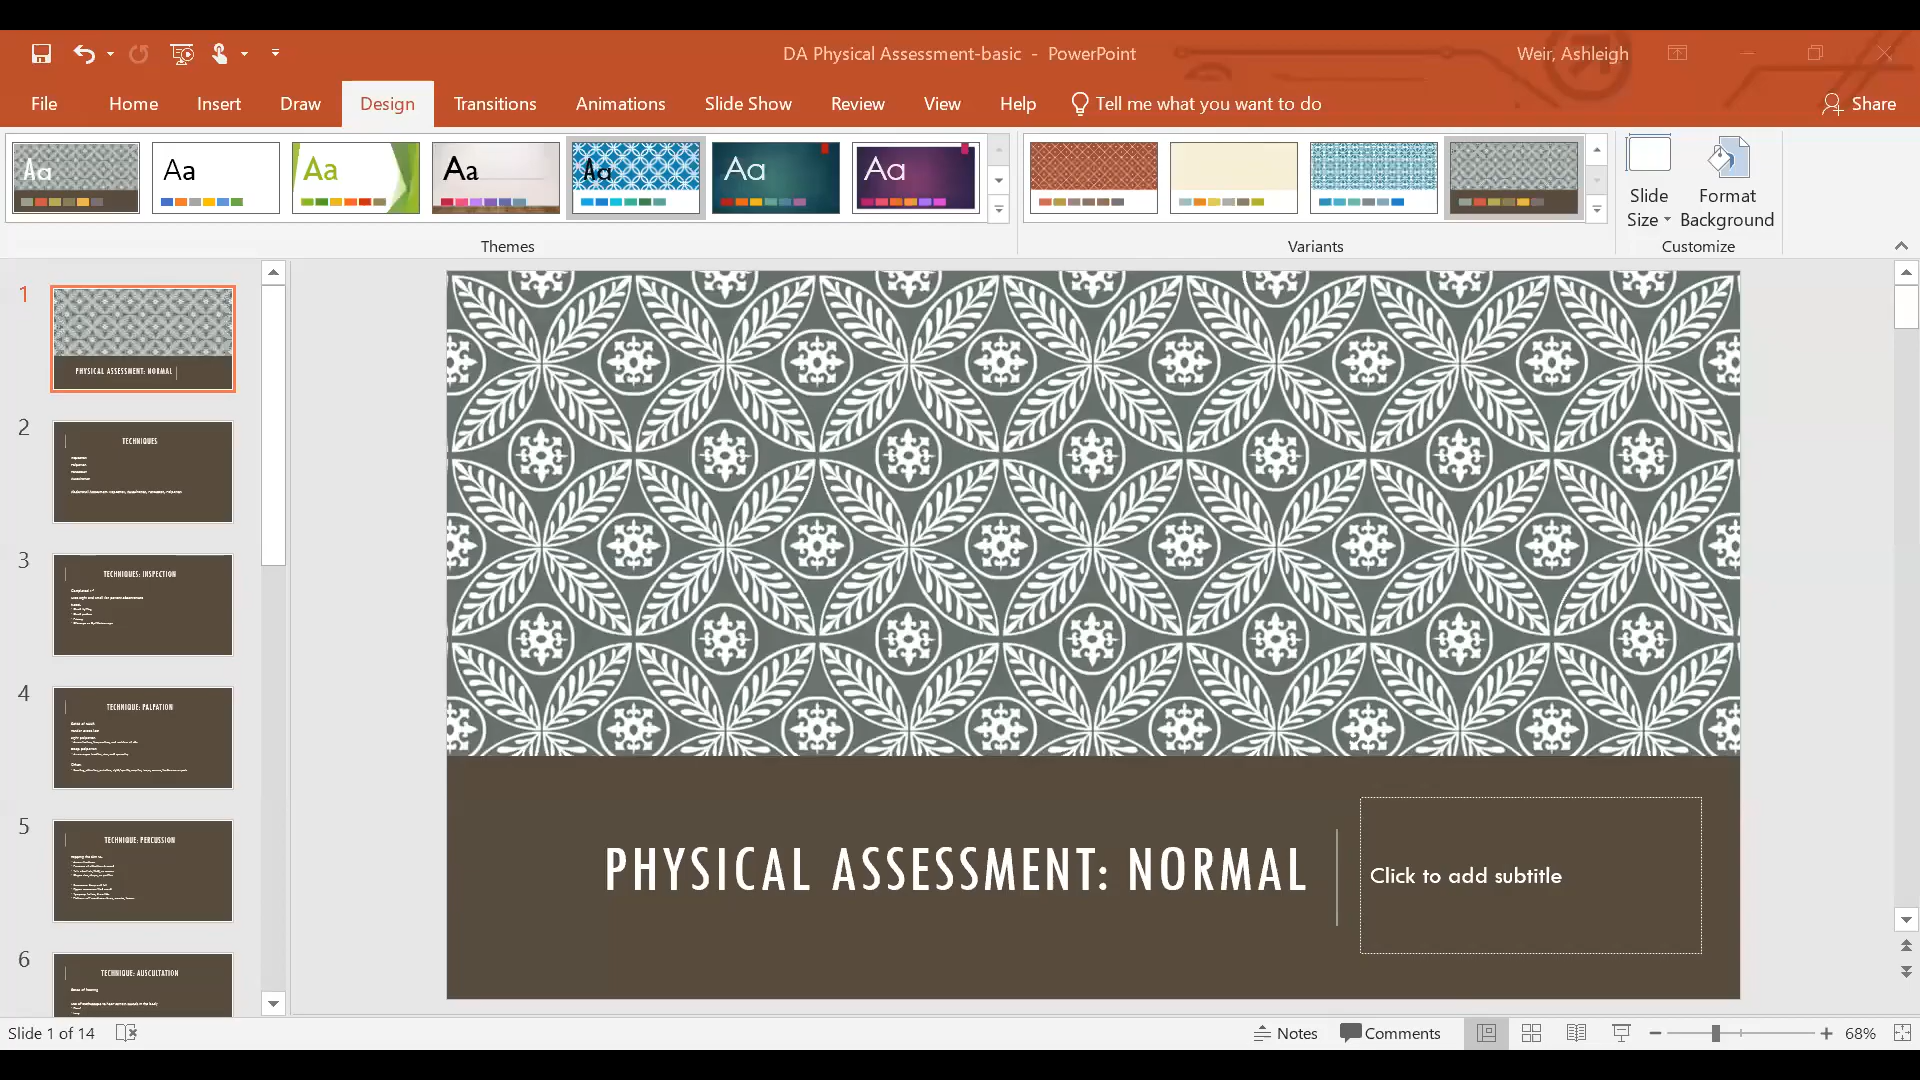 DA Physical Assessment-basic - PowerPoint
Weir, Ashleigh
File Home Insert Draw Design Transitions Animations Slide Show Review View Help Tell me what you want to do Share
Aa Aa Aa Aa Aa Aa Aa
Slide Size
Format Background
Themes Variants Customize
1
PHYSICAL ASSESSMENT: NORMAL
2
TECHNIQUES
3
TECHNIQUES: INSPECTION
4
TECHNIQUE: PALPATION
5
TECHNIQUE: PERCUSSION
6
TECHNIQUE: AUSCULTATION
Sense of hearing
PHYSICAL ASSESSMENT: NORMAL
Click to add subtitle
Slide 1 of 14
Notes Comments 68%